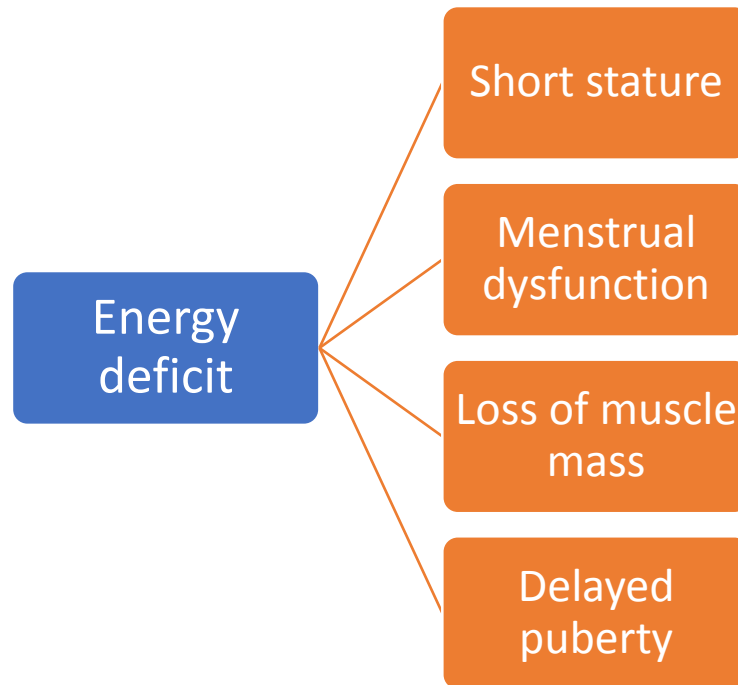 Energy
deficit
Short stature
Menstrual
dysfunction
Loss of muscle
mass
Delayed
puberty